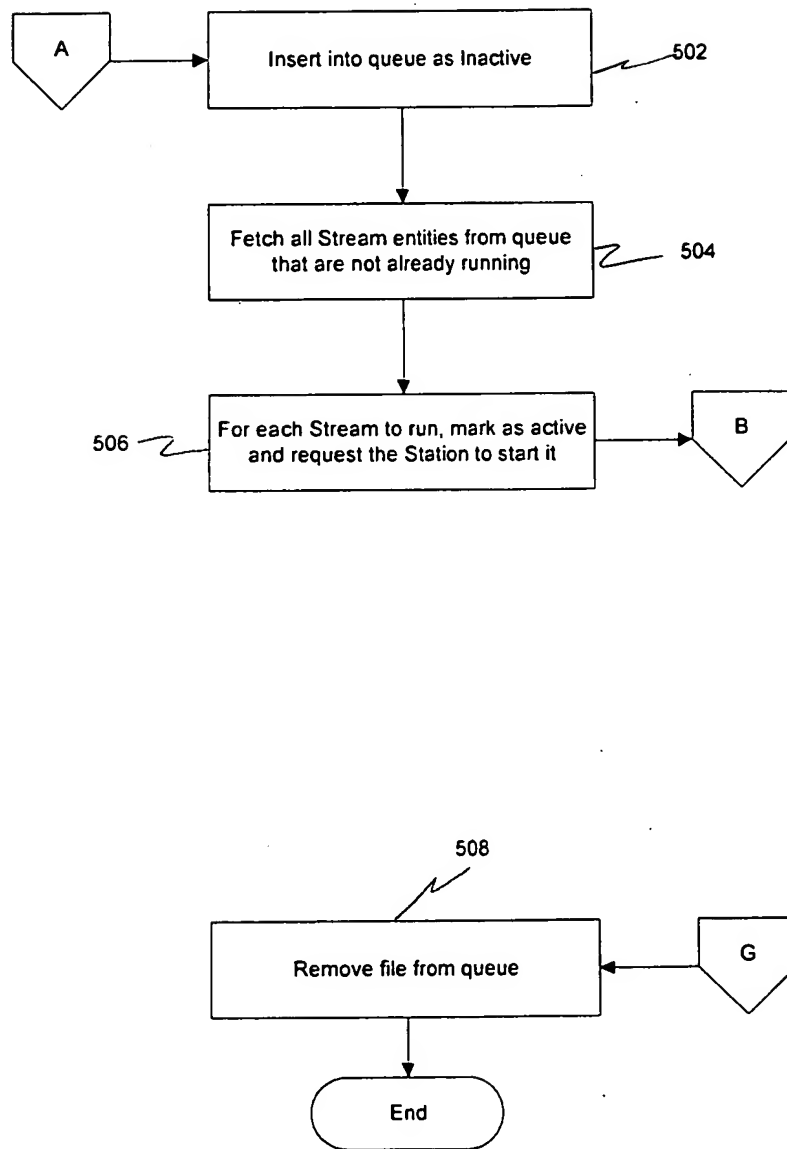 A
Insert into queue as Inactive
502
Fetch all Stream entities from queue
that are not already running
504
506
For each Stream to run, mark as active
and request the Station to start it
B
508
Remove file from queue
G
End